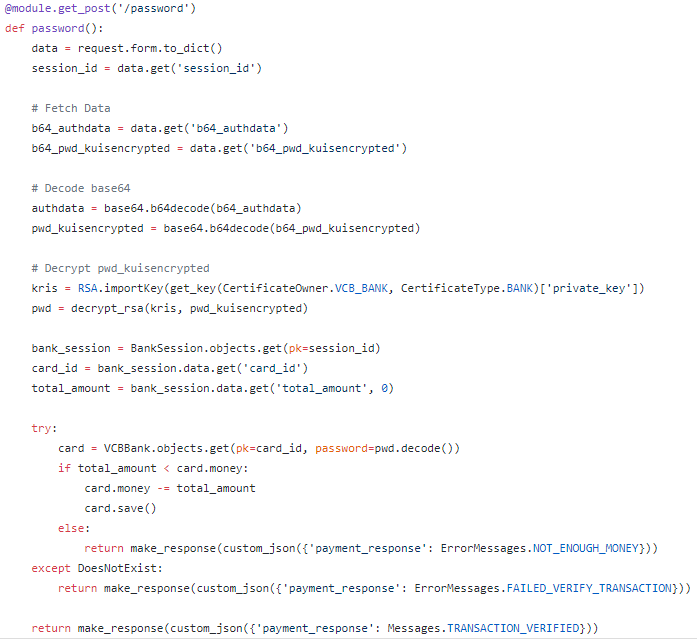 @module.get_post('/password')
def password():
    data = request.form.to_dict()
    session_id = data.get('session_id')

    # Fetch Data
    b64_authdata = data.get('b64_authdata')
    b64_pwd_kuisencrypted = data.get('b64_pwd_kuisencrypted')

    # Decode base64
    authdata = base64.b64decode(b64_authdata)
    pwd_kuisencrypted = base64.b64decode(b64_pwd_kuisencrypted)

    # Decrypt pwd_kuisencrypted
    kris = RSA.importKey(get_key(CertificateOwner.VCB_BANK, CertificateType.BANK)['private_key'])
    pwd = decrypt_rsa(kris, pwd_kuisencrypted)

    bank_session = BankSession.objects.get(pk=session_id)
    card_id = bank_session.data.get('card_id')
    total_amount = bank_session.data.get('total_amount', 0)

    try:
        card = VCBBank.objects.get(pk=card_id, password=pwd.decode())
        if total_amount < card.money:
            card.money -= total_amount
            card.save()
        else:
            return make_response(custom_json({'payment_response': ErrorMessages.NOT_ENOUGH_MONEY}))
    except DoesNotExist:
        return make_response(custom_json({'payment_response': ErrorMessages.FAILED_VERIFY_TRANSACTION}))

    return make_response(custom_json({'payment_response': Messages.TRANSACTION_VERIFIED}))